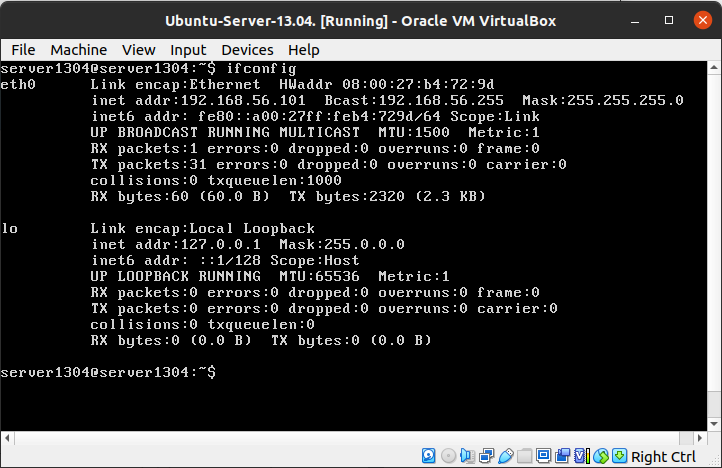 Ubuntu-Server-13.04. [Running] - Oracle VM VirtualBox
File Machine View Input Devices Help
server1304@server1304:~$ ifconfig
eth0 Link encap:Ethernet HWaddr 08:00:27:b4:72:9d
inet addr:192.168.56.101 Bcast:192.168.56.255 Mask:255.255.255.0
inet6 addr: fe80::a00:27ff:feb4:729d/64 Scope:Link
UP BROADCAST RUNNING MULTICAST MTU:1500 Metric:1
RX packets:1 errors:0 dropped:0 overruns:0 frame:0
TX packets:31 errors:0 dropped:0 overruns:0 carrier:0
collisions:0 txqueuelen:1000
RX bytes:60 (60.0 B) TX bytes:2320 (2.3 KB)
lo Link encap:Local Loopback
inet addr:127.0.0.1 Mask:255.0.0.0
inet6 addr: ::1/128 Scope:Host
UP LOOPBACK RUNNING MTU:65536 Metric:1
RX packets:0 errors:0 dropped:0 overruns:0 frame:0
TX packets:0 errors:0 dropped:0 overruns:0 carrier:0
collisions:0 txqueuelen:0
RX bytes:0 (0.0 B) TX bytes:0 (0.0 B)
server1304@server1304:~$
Right Ctrl